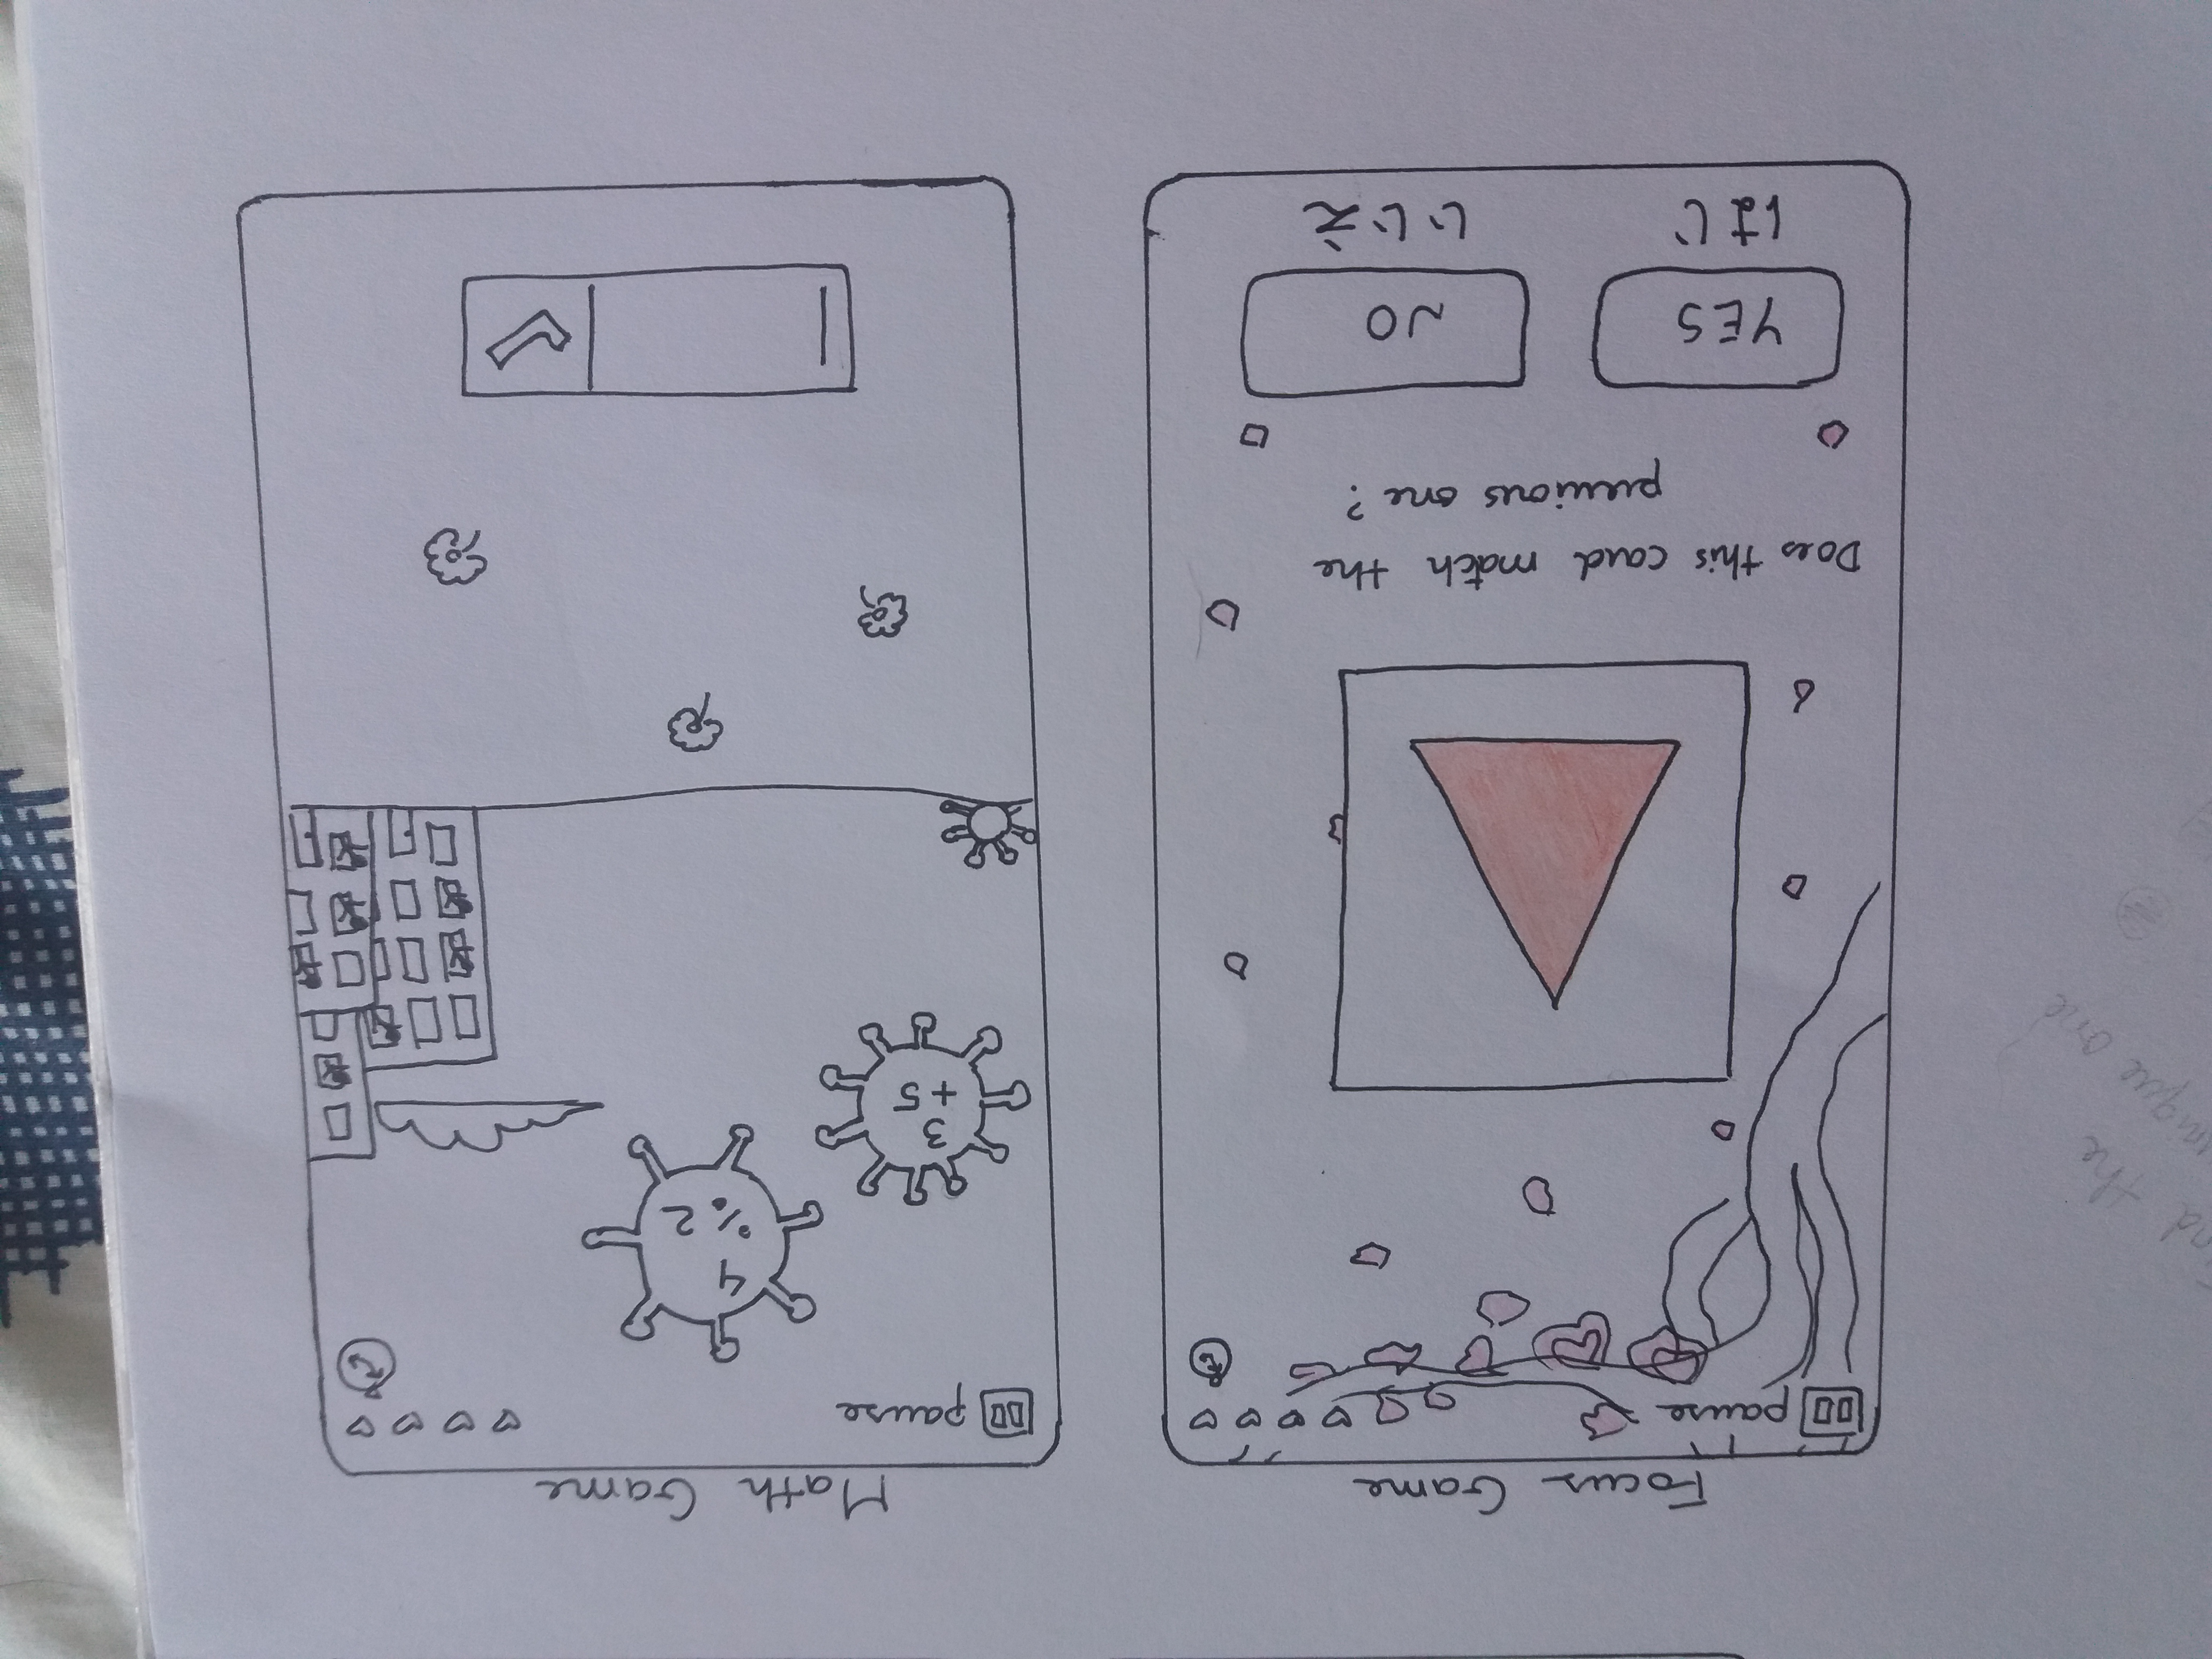 Focus Game
pause
Does this card match the
previous one?
YES
NO
はい
いいえ
Math Game
pause
3
+5
4
÷2
Find the
unique one